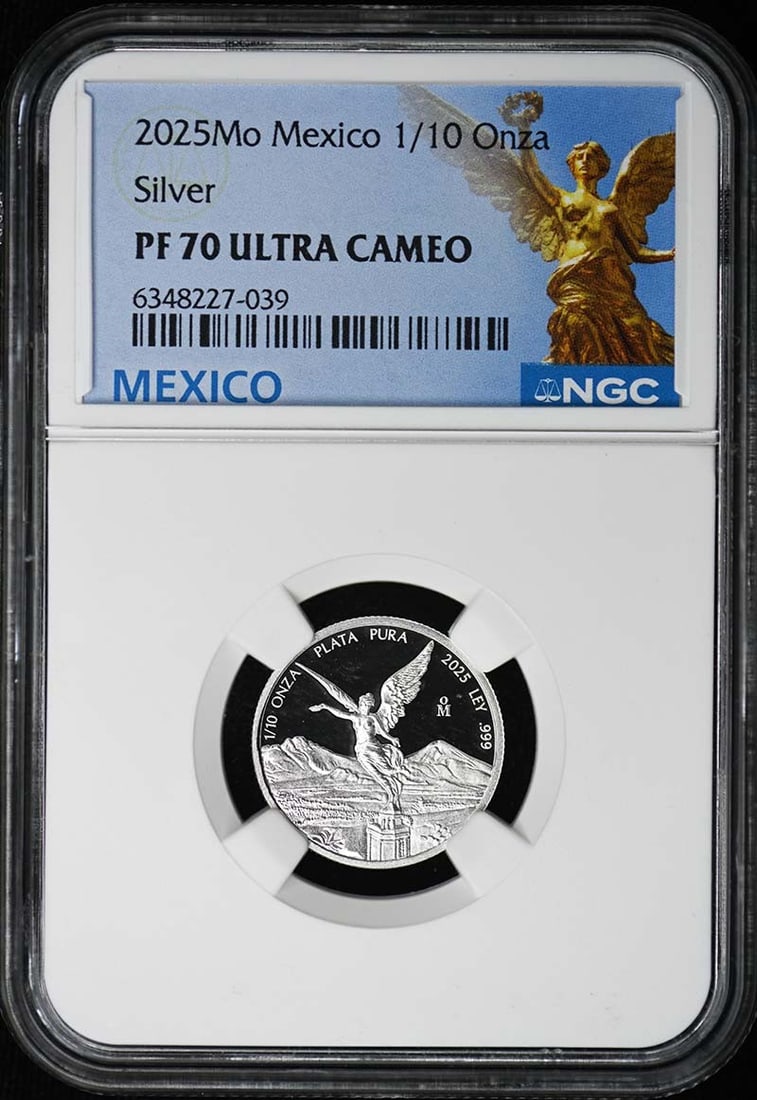 2025Mo Mexico 1/10 Onza
Silver
PF 70 ULTRA CAMEO
6348227-039
MEXICO
NGC
1/10 ONZA PLATA PURA 2025 LEY .999
o
M